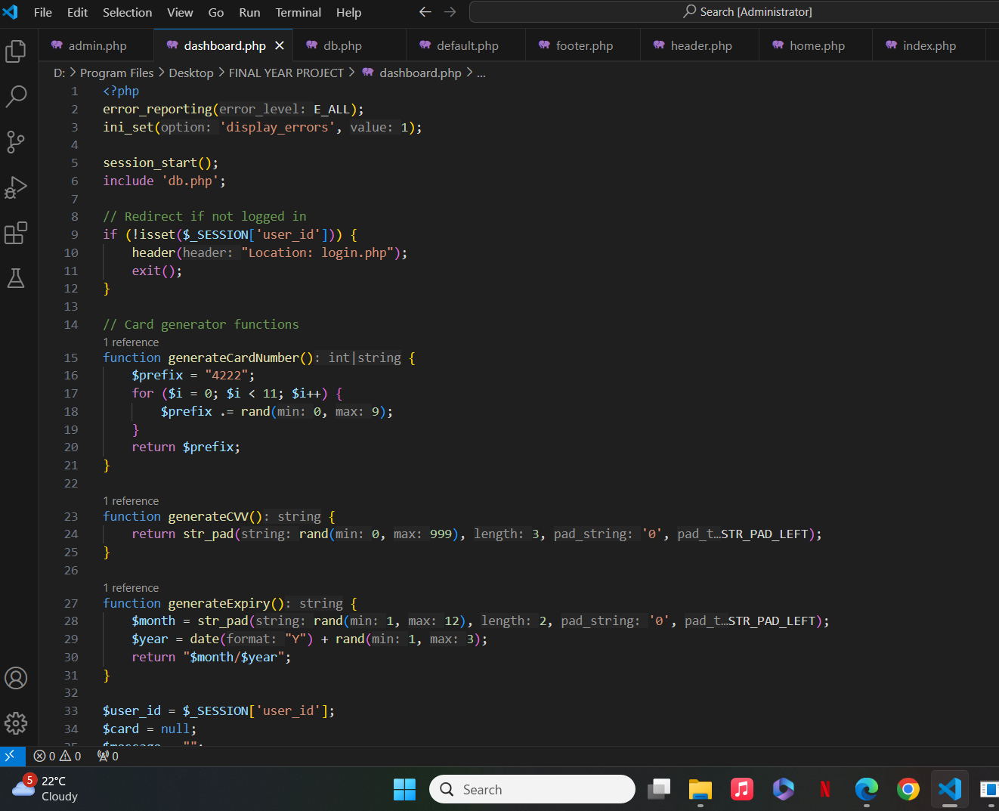 File Edit Selection View Go Run Terminal Help Search [Administrator]
admin.php dashboard.php db.php default.php footer.php header.php home.php index.php
D: > Program Files > Desktop > FINAL YEAR PROJECT > dashboard.php > ...
1 <?php
2 error_reporting(error_level: E_ALL);
3 ini_set(option: 'display_errors', value: 1);
4
5 session_start();
6 include 'db.php';
7
8 // Redirect if not logged in
9 if (!isset($_SESSION['user_id'])) {
10 header(header: "Location: login.php");
11 exit();
12 }
13
14 // Card generator functions
1 reference
15 function generateCardNumber(): int|string {
16 $prefix = "4222";
17 for ($i = 0; $i < 11; $i++) {
18 $prefix .= rand(min: 0, max: 9);
19 }
20 return $prefix;
21 }
22
1 reference
23 function generateCVV(): string {
24 return str_pad(string: rand(min: 0, max: 999), length: 3, pad_string: '0', pad_t…STR_PAD_LEFT);
25 }
26
1 reference
27 function generateExpiry(): string {
28 $month = str_pad(string: rand(min: 1, max: 12), length: 2, pad_string: '0', pad_t…STR_PAD_LEFT);
29 $year = date(format: "Y") + rand(min: 1, max: 3);
30 return "$month/$year";
31 }
32
33 $user_id = $_SESSION['user_id'];
34 $card = null;
35 $message = "";
0 0 0
5 22°C
Cloudy
Search